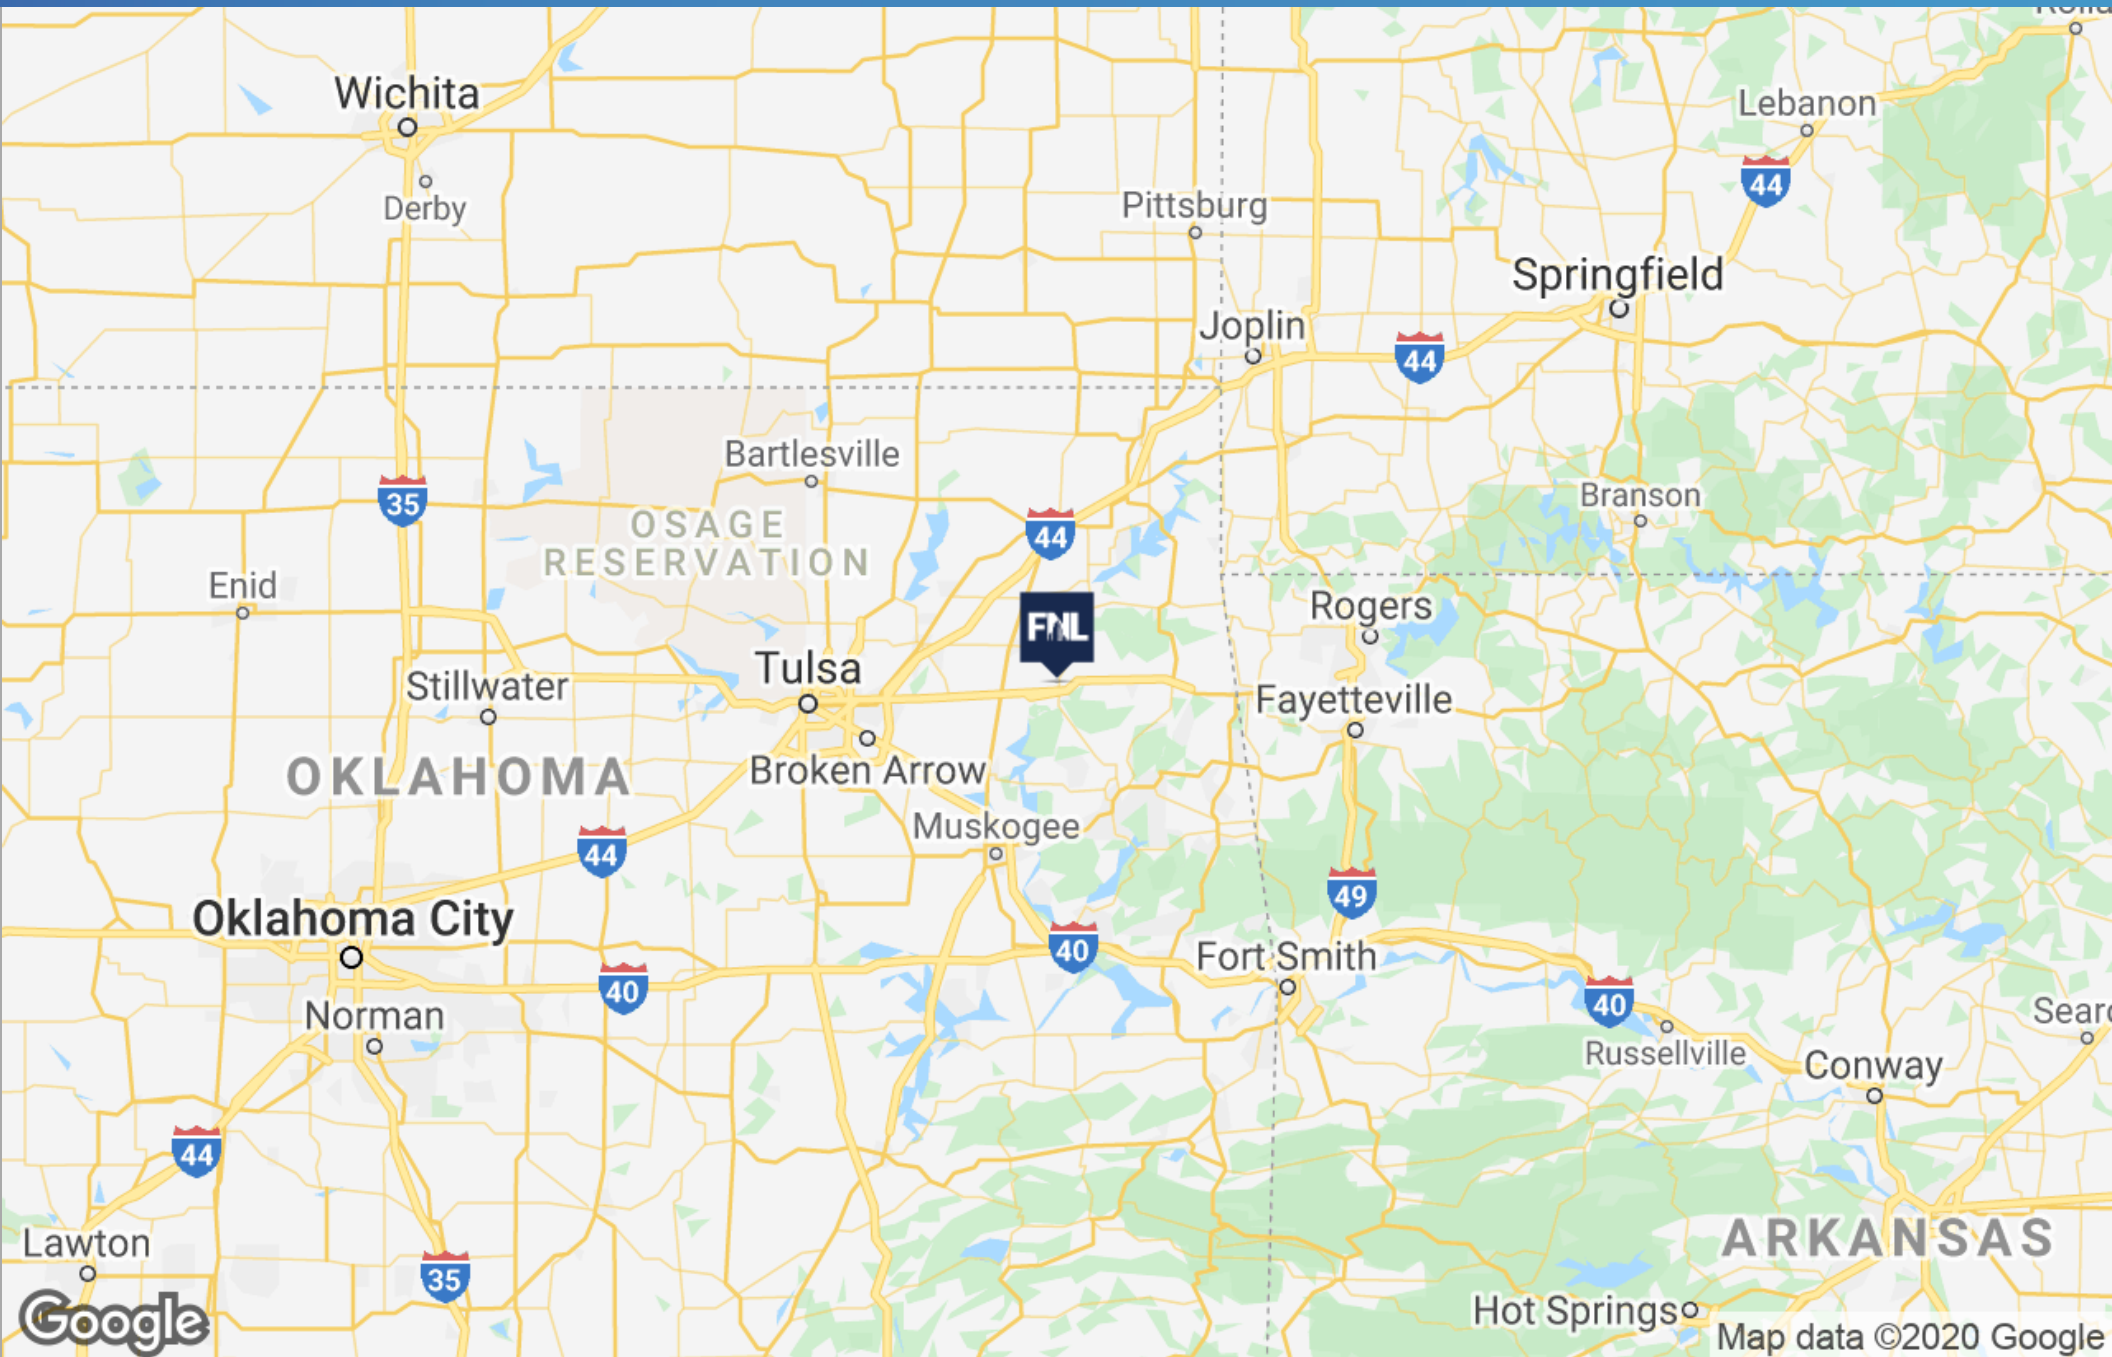 Wichita
Lebanon
44
Derby
Pittsburg
Springfield
Joplin
44
Bartlesville
35
OSAGE
RESERVATION
44
Branson
Enid
FNL
Rogers
Tulsa
Stillwater
Fayetteville
Broken Arrow
OKLAHOMA
Muskogee
44
49
Oklahoma City
40
Fort Smith
40
40
Norman
Russellville
Conway
44
ARKANSAS
Lawton
35
Hot Springs
Google
Map data ©2020 Google